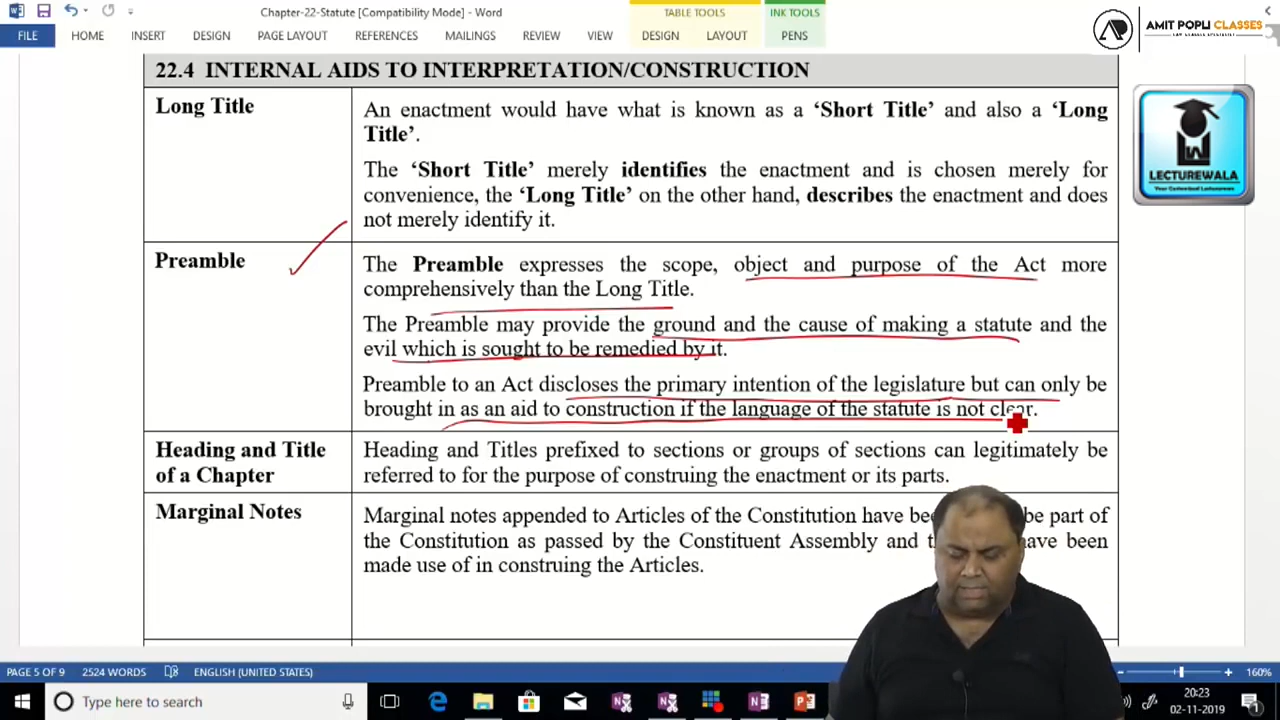 Chapter-22-Statute [Compatibility Mode] - Word
TABLE TOOLS
INK TOOLS
FILE
HOME
INSERT
DESIGN
PAGE LAYOUT
REFERENCES
MAILINGS
REVIEW
VIEW
DESIGN
LAYOUT
PENS
AMIT POPLI CLASSES
22.4 INTERNAL AIDS TO INTERPRETATION/CONSTRUCTION
Long Title
An enactment would have what is known as a ‘Short Title’ and also a ‘Long
Title’.
The ‘Short Title’ merely identifies the enactment and is chosen merely for
convenience, the ‘Long Title’ on the other hand, describes the enactment and does
not merely identify it.
LECTUREWALA
Preamble
The Preamble expresses the scope, object and purpose of the Act more
comprehensively than the Long Title.
The Preamble may provide the ground and the cause of making a statute and the
evil which is sought to be remedied by it.
Preamble to an Act discloses the primary intention of the legislature but can only be
brought in as an aid to construction if the language of the statute is not clear.
Heading and Title
of a Chapter
Heading and Titles prefixed to sections or groups of sections can legitimately be
referred to for the purpose of construing the enactment or its parts.
Marginal Notes
Marginal notes appended to Articles of the Constitution have be part of
the Constitution as passed by the Constituent Assembly and have been
made use of in construing the Articles.
PAGE 5 OF 9
2524 WORDS
ENGLISH (UNITED STATES)
160%
Type here to search
20:23
02-11-2019